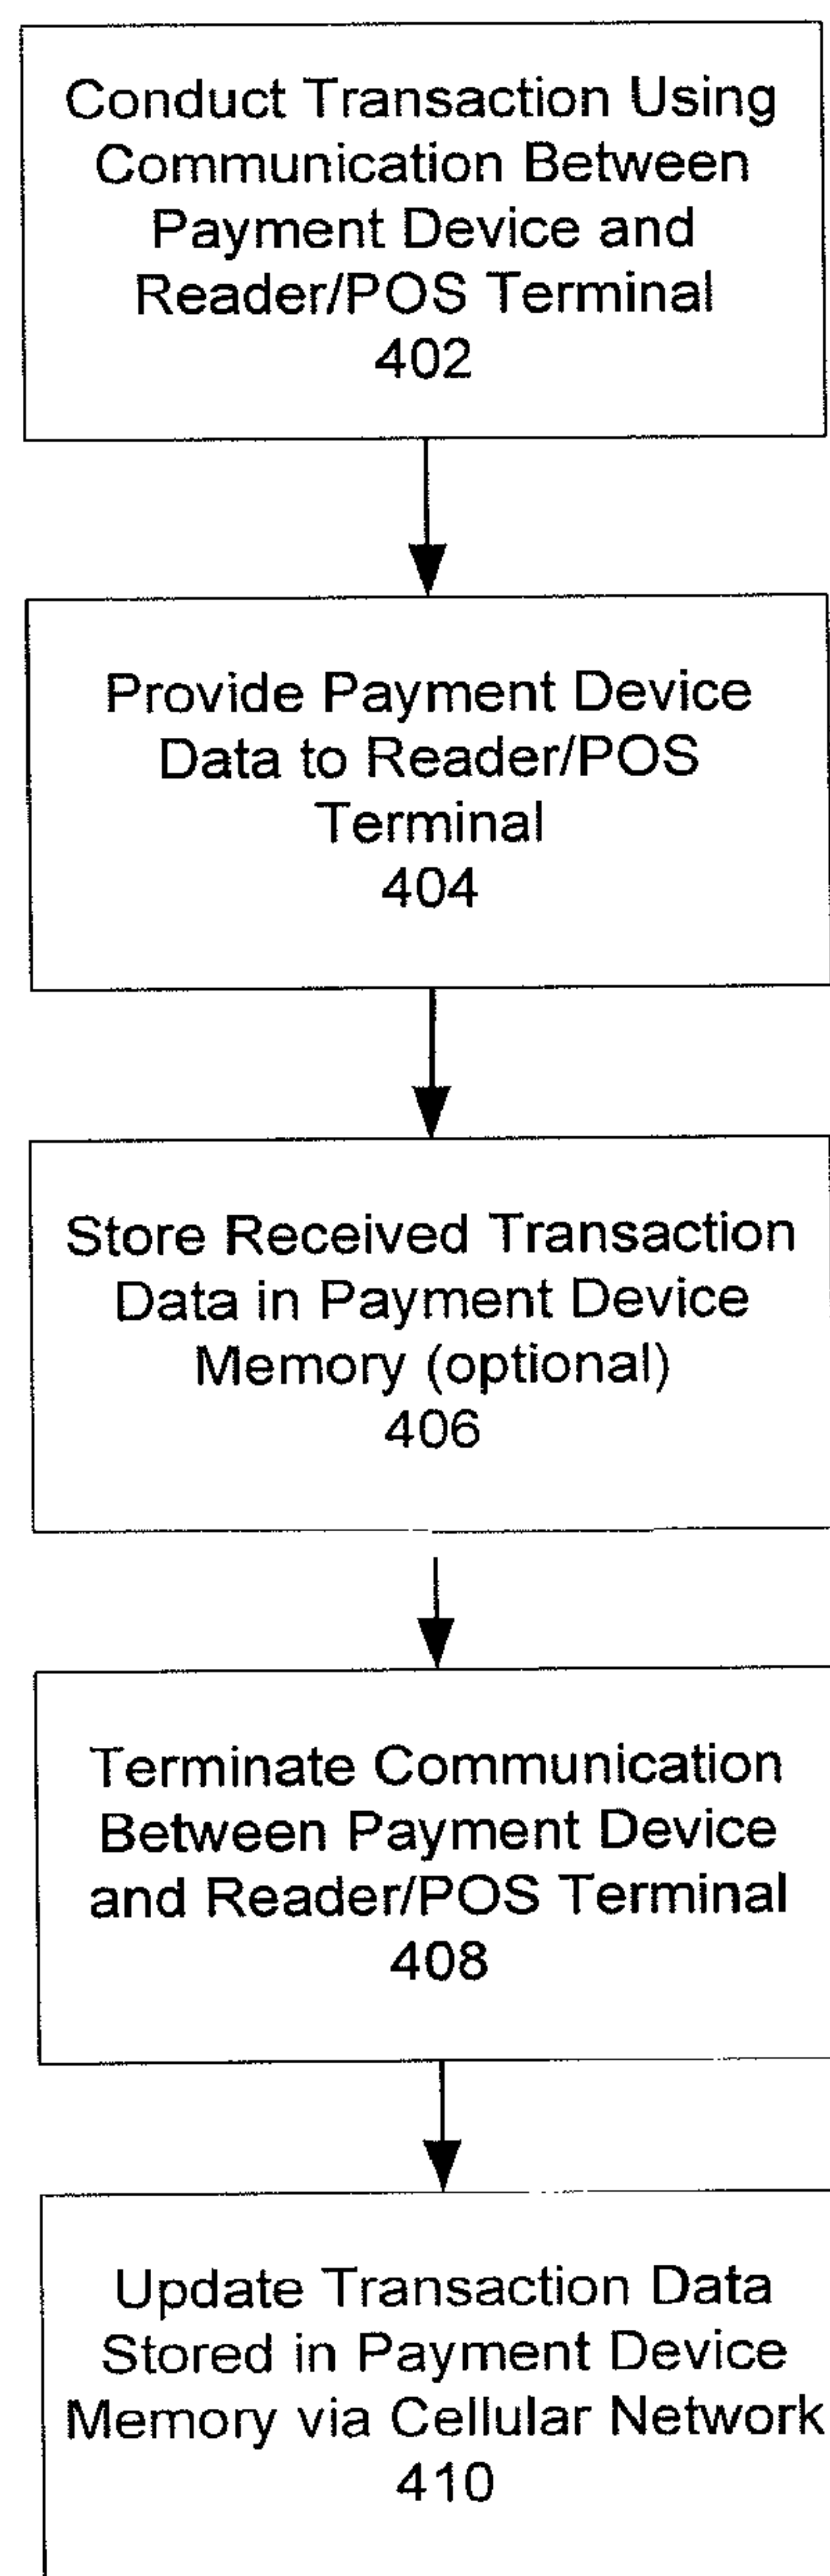 Conduct Transaction Using
Communication Between
Payment Device and
Reader/POS Terminal
402
Provide Payment Device
Data to Reader/POS
Terminal
404
Store Received Transaction
Data in Payment Device
Memory (optional)
406
Terminate Communication
Between Payment Device
and Reader/POS Terminal
408
Update Transaction Data
Stored in Payment Device
Memory via Cellular Network
410